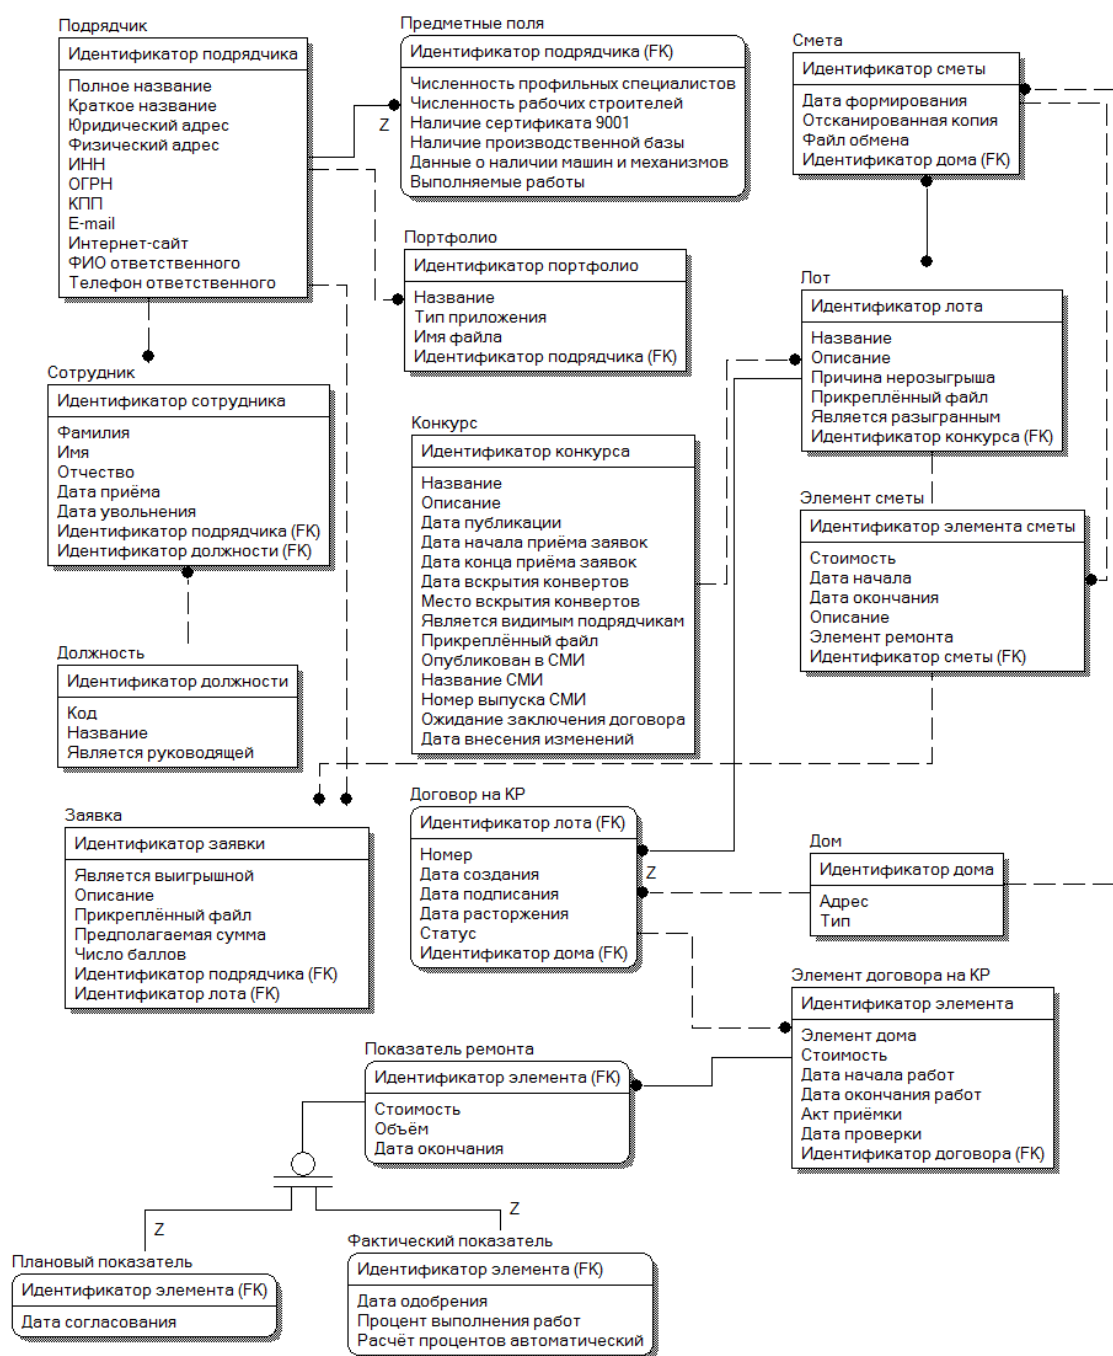 Подрядчик
Идентификатор подрядчика
Полное название
Краткое название
Юридический адрес
Физический адрес
ИНН
ОГРН
КПП
E-mail
Интернет-сайт
ФИО ответственного
Телефон ответственного
Предметные поля
Идентификатор подрядчика (FK)
Численность профильных специалистов
Численность рабочих строителей
Наличие сертификата 9001
Наличие производственной базы
Данные о наличии машин и механизмов
Выполняемые работы
Z
Смета
Идентификатор сметы
Дата формирования
Отсканированная копия
Файл обмена
Идентификатор дома (FK)
Портфолио
Идентификатор портфолио
Название
Тип приложения
Имя файла
Идентификатор подрядчика (FK)
Лот
Идентификатор лота
Название
Описание
Причина нерозыгрыша
Прикреплённый файл
Является разыгранным
Идентификатор конкурса (FK)
Сотрудник
Идентификатор сотрудника
Фамилия
Имя
Отчество
Дата приёма
Дата увольнения
Идентификатор подрядчика (FK)
Идентификатор должности (FK)
Конкурс
Идентификатор конкурса
Название
Описание
Дата публикации
Дата начала приёма заявок
Дата конца приёма заявок
Дата вскрытия конвертов
Место вскрытия конвертов
Является видимым подрядчикам
Прикреплённый файл
Опубликован в СМИ
Название СМИ
Номер выпуска СМИ
Ожидание заключения договора
Дата внесения изменений
Элемент сметы
Идентификатор элемента сметы
Стоимость
Дата начала
Дата окончания
Описание
Элемент ремонта
Идентификатор сметы (FK)
Должность
Идентификатор должности
Код
Название
Является руководящей
Заявка
Идентификатор заявки
Является выигрышной
Описание
Прикреплённый файл
Предполагаемая сумма
Число баллов
Идентификатор подрядчика (FK)
Идентификатор лота (FK)
Договор на КР
Идентификатор лота (FK)
Номер
Дата создания
Дата подписания
Дата расторжения
Статус
Идентификатор дома (FK)
Z
Дом
Идентификатор дома
Адрес
Тип
Элемент договора на КР
Идентификатор элемента
Элемент дома
Стоимость
Дата начала работ
Дата окончания работ
Акт приёмки
Дата проверки
Идентификатор договора (FK)
Показатель ремонта
Идентификатор элемента (FK)
Стоимость
Объём
Дата окончания
Z
Z
Плановый показатель
Идентификатор элемента (FK)
Дата согласования
Фактический показатель
Идентификатор элемента (FK)
Дата одобрения
Процент выполнения работ
Расчёт процентов автоматический